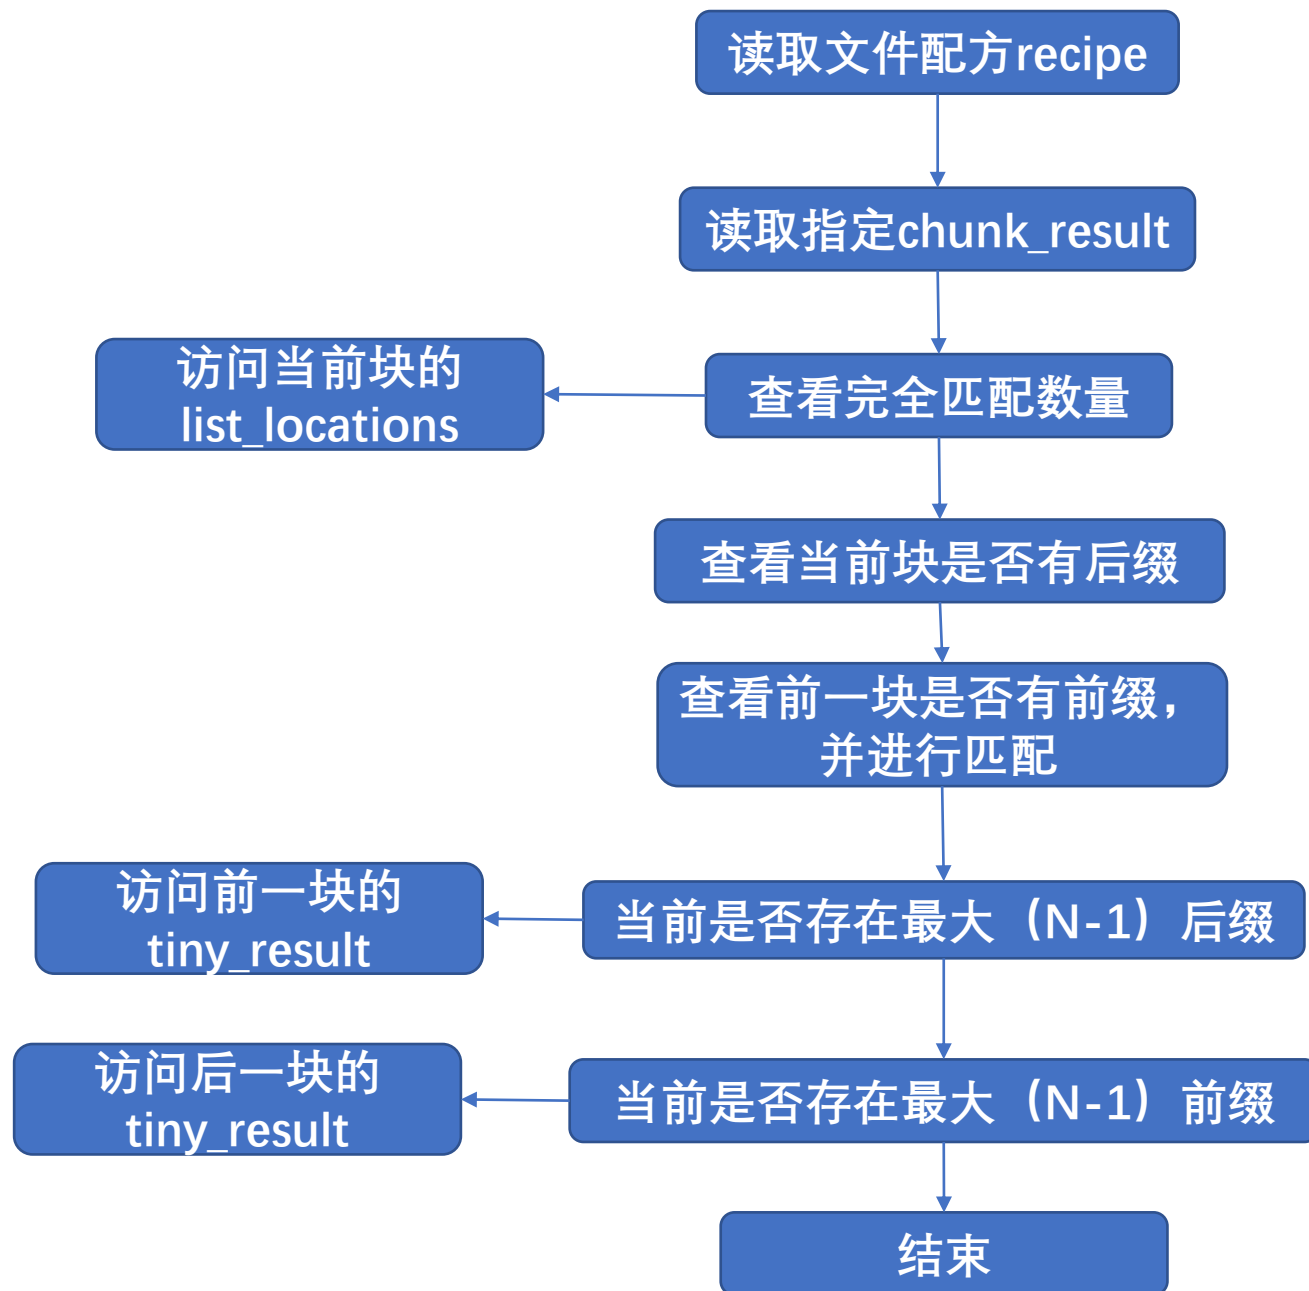 读取文件配方recipe
读取指定chunk_result
访问当前块的
list_locations
查看完全匹配数量
查看当前块是否有后缀
查看前一块是否有前缀，
并进行匹配
访问前一块的
tiny_result
当前是否存在最大（N-1）后缀
访问后一块的
tiny_result
当前是否存在最大（N-1）前缀
结束